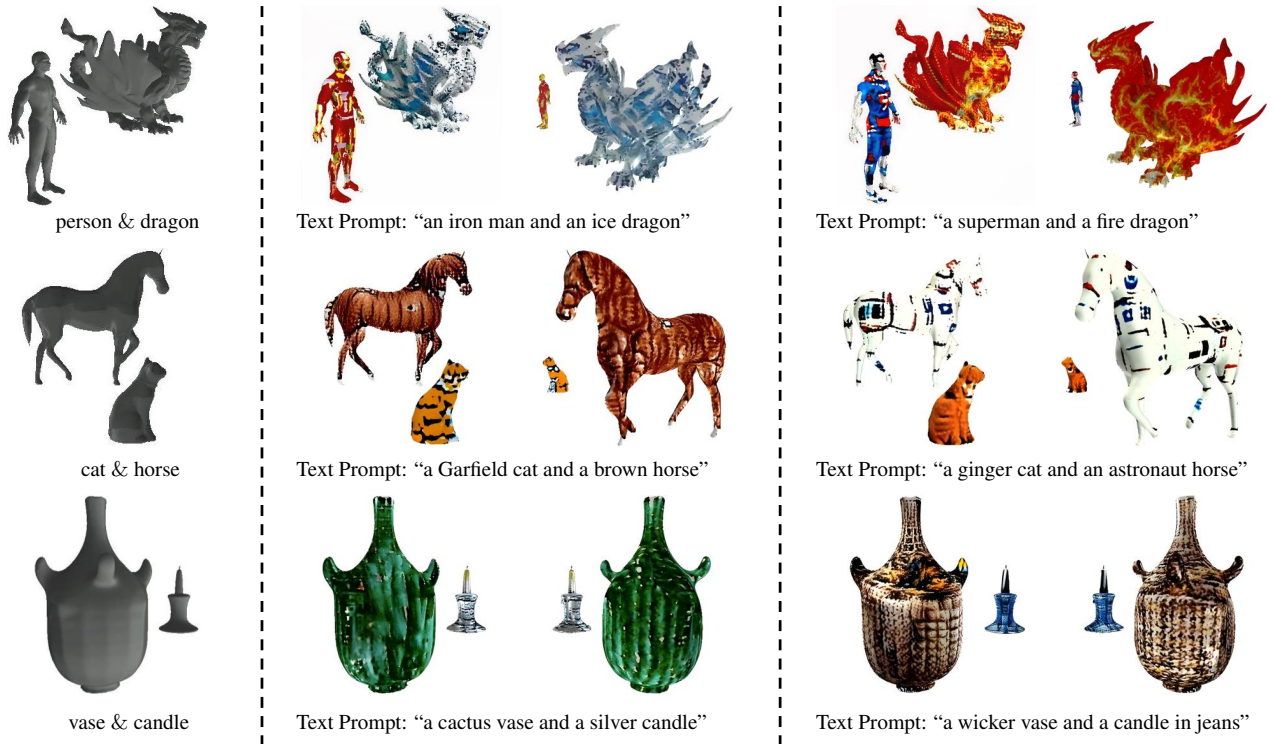 person & dragon
Text Prompt: “an iron man and an ice dragon”
Text Prompt: “a superman and a fire dragon”
cat & horse
Text Prompt: “a Garfield cat and a brown horse”
Text Prompt: “a ginger cat and an astronaut horse”
vase & candle
Text Prompt: “a cactus vase and a silver candle”
Text Prompt: “a wicker vase and a candle in jeans”